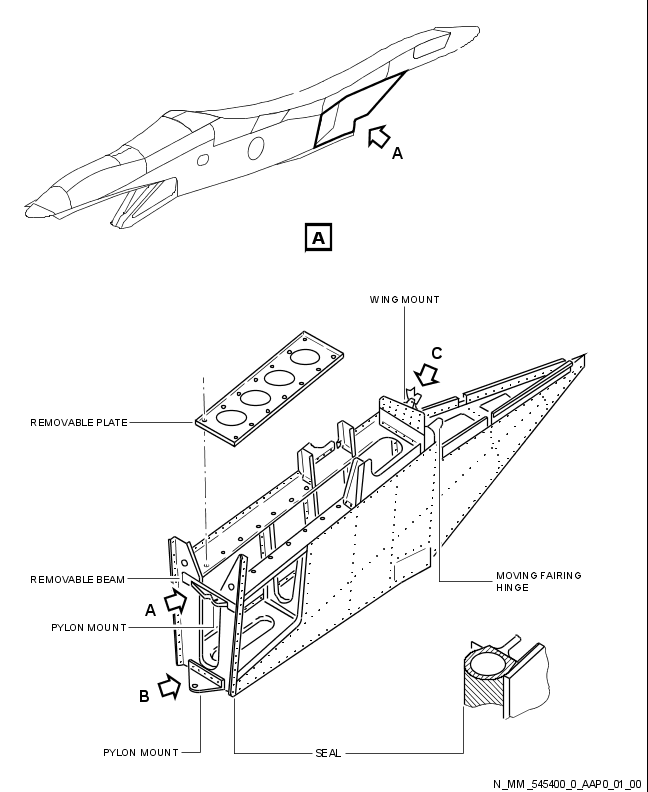 A
A
WING MOUNT
C
REMOVABLE PLATE
REMOVABLE BEAM
MOVING FAIRING
HINGE
A
PYLON MOUNT
B
PYLON MOUNT
SEAL
N_MM_545400_0_AAP0_01_00